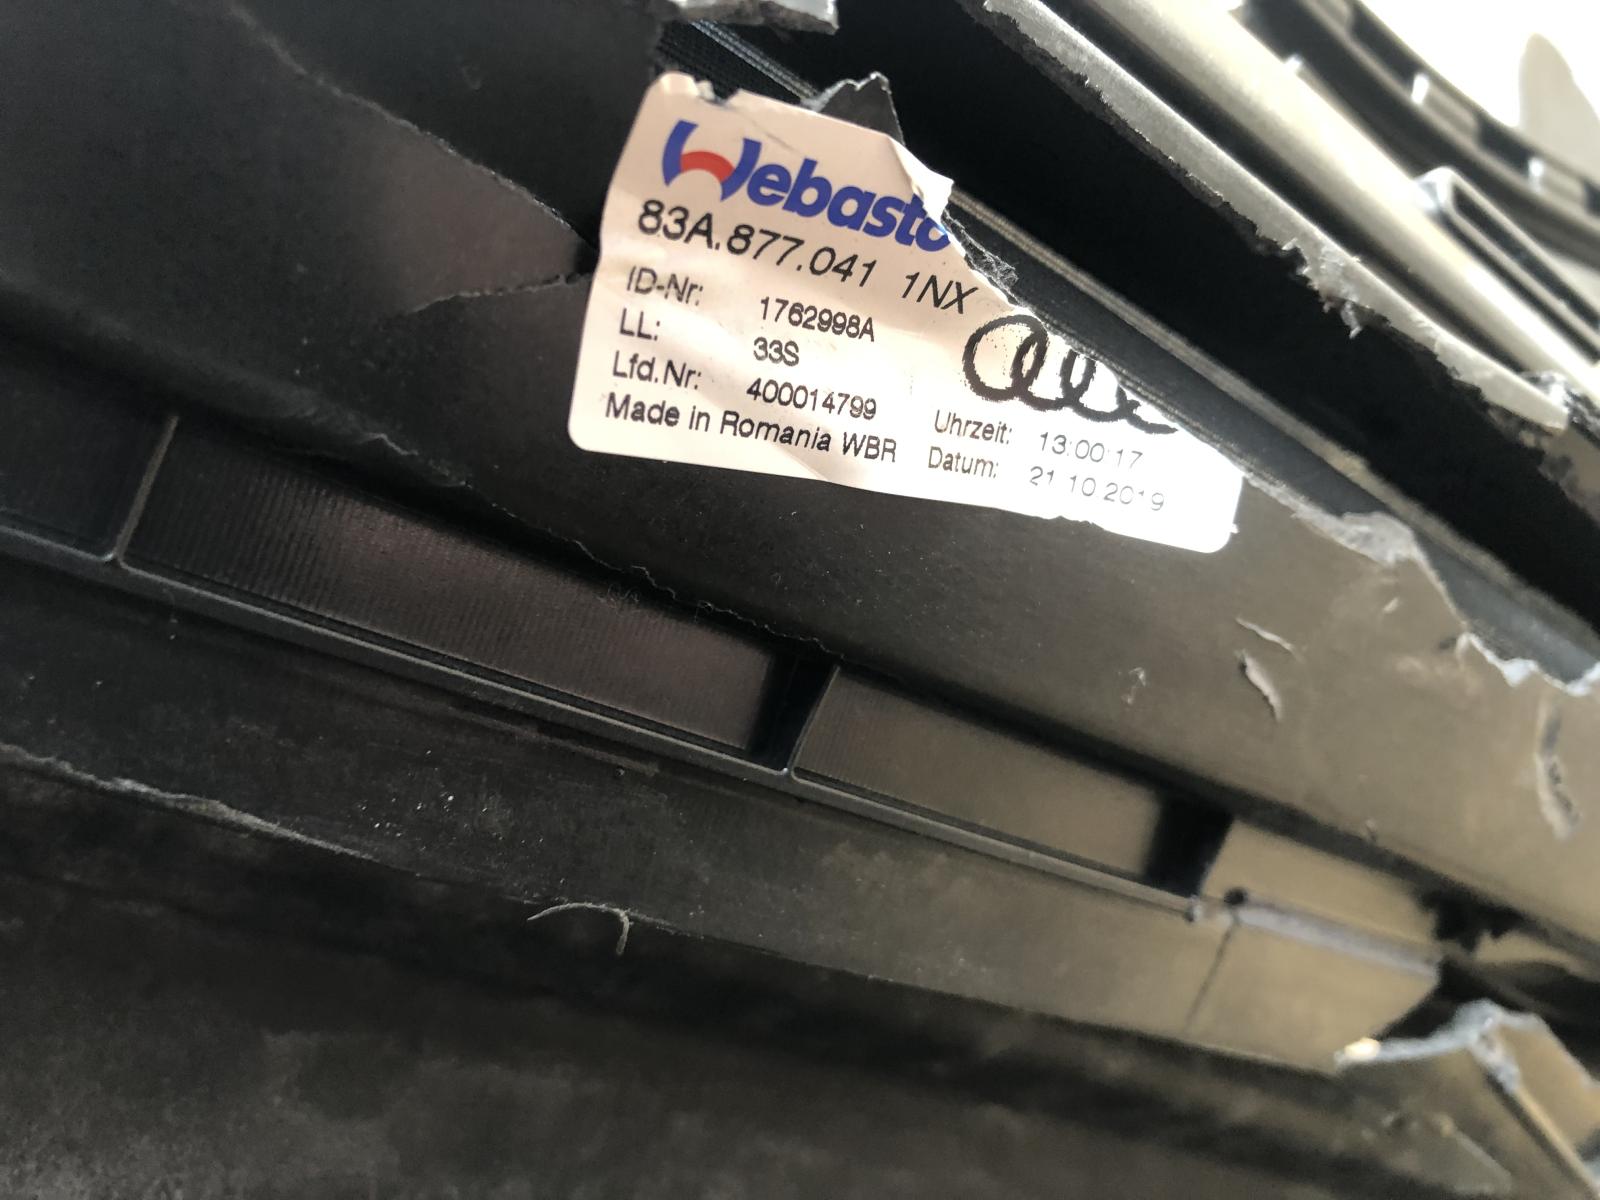 Webasto
83A.877.041 1NX
ID-Nr: 1762998A
LL: 33S
Lfd.Nr: 400014799
Made in Romania WBR
Uhrzeit: 13:00:17
Datum: 21.10.2019